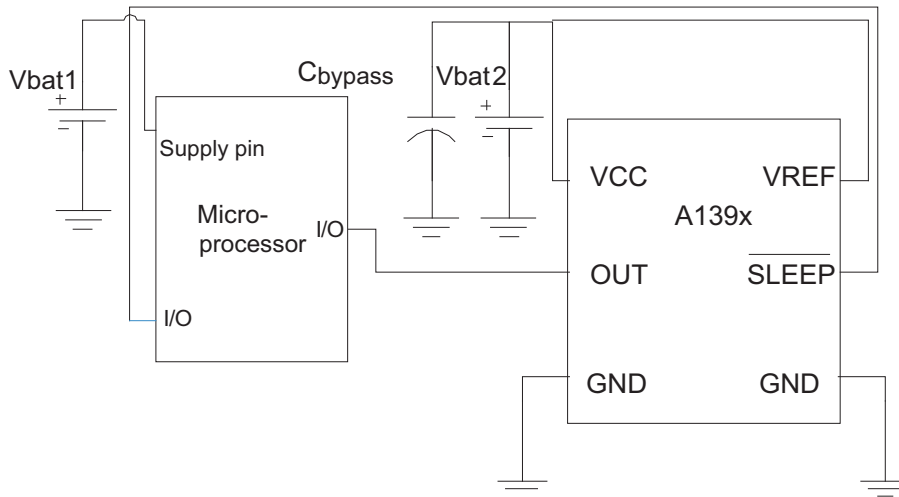 Vbat1
+
-
Cbypass
Vbat2
+
-
Supply pin
Micro-
processor
I/O
I/O
VCC
VREF
A139x
OUT
SLEEP
GND
GND